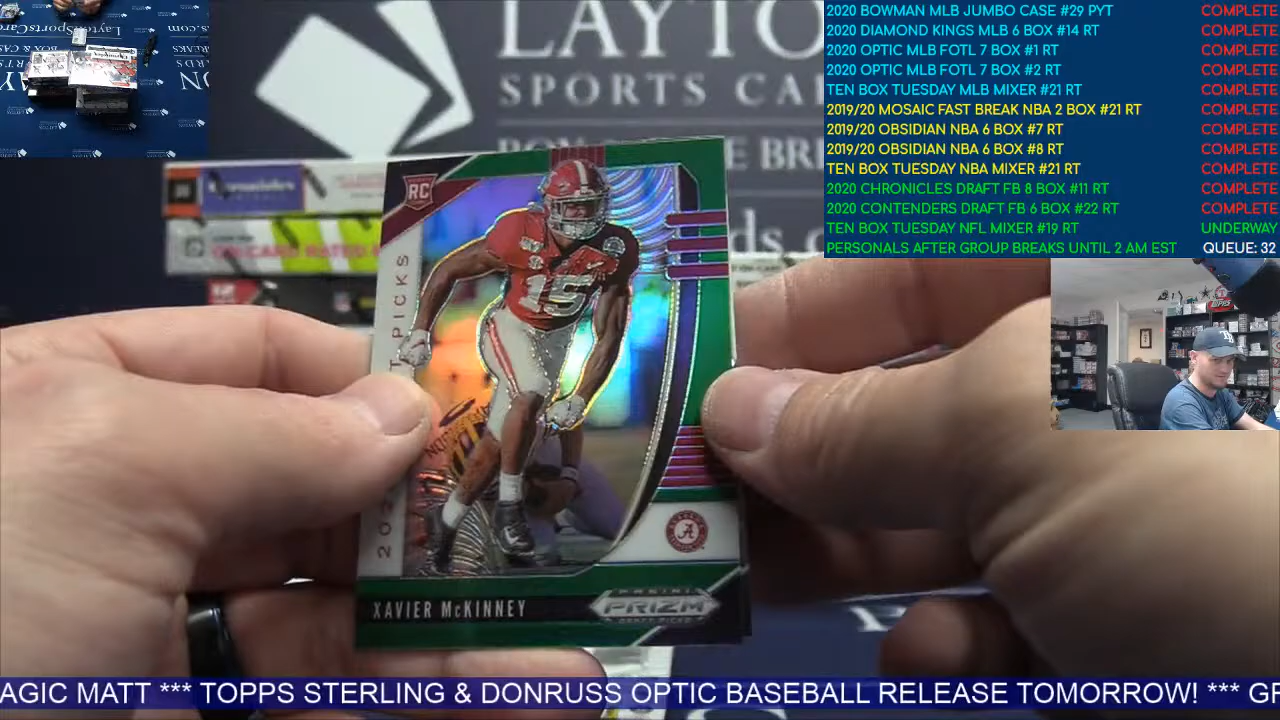 LaytonSportsCar
LAYTO
SPORTS CA
E BRE
ds.c
2020 BOWMAN MLB JUMBO CASE #29 PYT COMPLETE
2020 DIAMOND KINGS MLB 6 BOX #14 RT COMPLETE
2020 OPTIC MLB FOTL 7 BOX #1 RT COMPLETE
2020 OPTIC MLB FOTL 7 BOX #2 RT COMPLETE
TEN BOX TUESDAY MLB MIXER #21 RT COMPLETE
2019/20 MOSAIC FAST BREAK NBA 2 BOX #21 RT COMPLETE
2019/20 OBSIDIAN NBA 6 BOX #7 RT COMPLETE
2019/20 OBSIDIAN NBA 6 BOX #8 RT COMPLETE
TEN BOX TUESDAY NBA MIXER #21 RT COMPLETE
2020 CHRONICLES DRAFT FB 8 BOX #11 RT COMPLETE
2020 CONTENDERS DRAFT FB 6 BOX #22 RT COMPLETE
TEN BOX TUESDAY NFL MIXER #19 RT UNDERWAY
PERSONALS AFTER GROUP BREAKS UNTIL 2 AM EST QUEUE: 32
Chronicles
RC
15
A
XAVIER McKINNEY
PANINI
PRIZM
DRAFT PICKS
AGIC MATT *** TOPPS STERLING & DONRUSS OPTIC BASEBALL RELEASE TOMORROW! *** GR